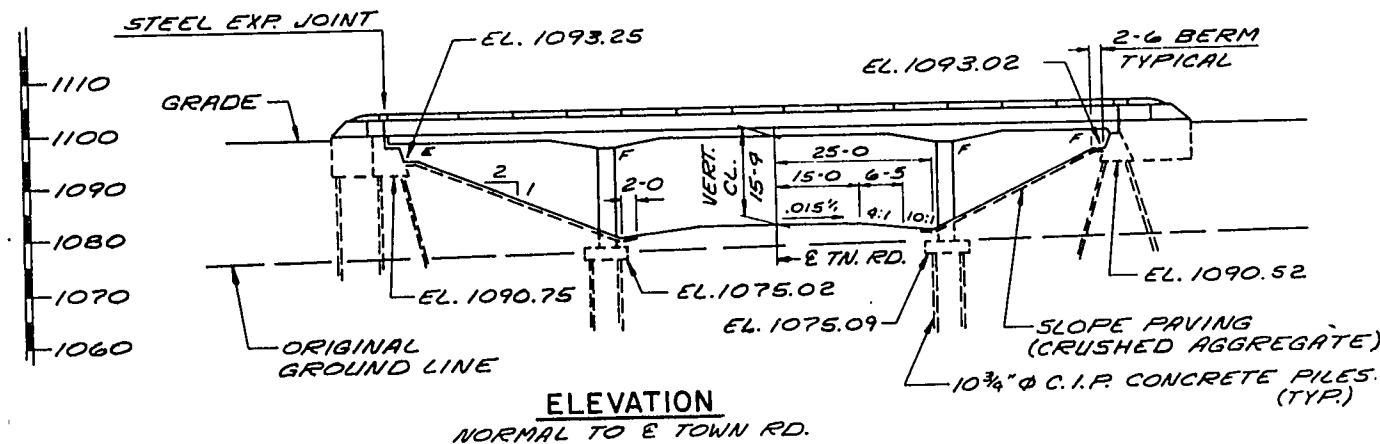 STEEL EXP. JOINT
EL. 1093.25
2-6 BERM
TYPICAL
EL. 1093.02
1110
GRADE
1100
1090
1080
1070
1060
E
F
F
F
2
1
2-0
VERT.
CL.
15-4
25-0
15-0
6-5
.015'/'
4:1
10:1
℄ TN. RD.
EL. 1090.75
EL. 1075.02
EL. 1075.09
EL. 1090.52
ORIGINAL
GROUND LINE
SLOPE PAVING
(CRUSHED AGGREGATE)
10¾" Φ C.I.P. CONCRETE PILES.
(TYP.)
ELEVATION
NORMAL TO ℄ TOWN RD.